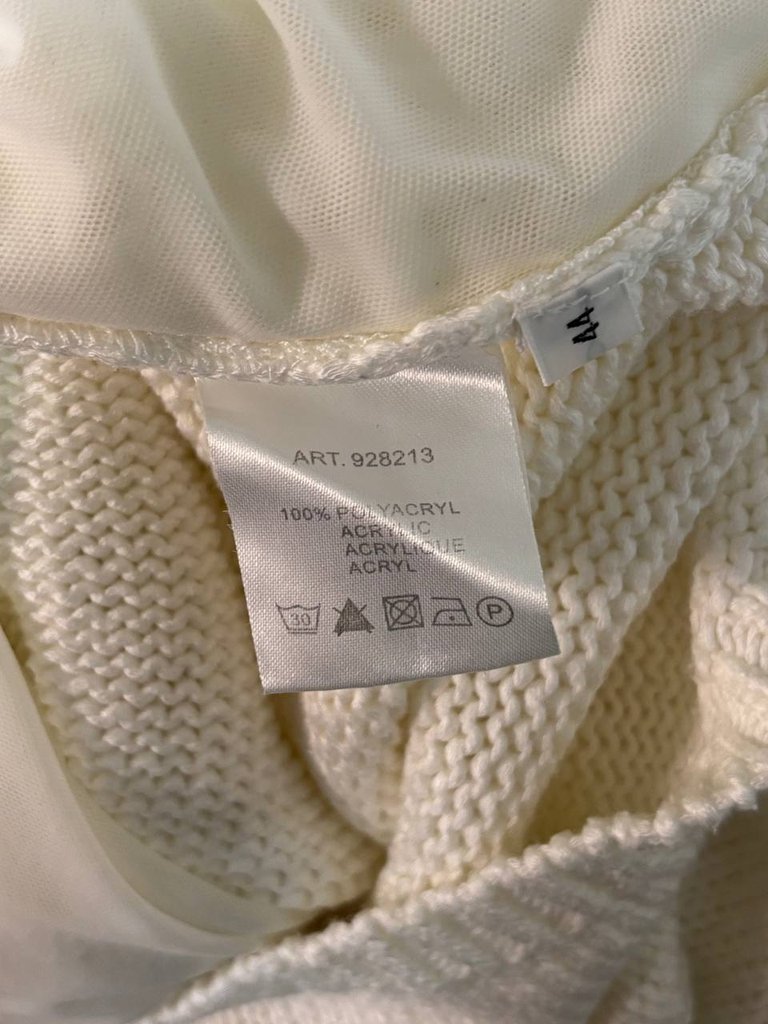 44
ART. 928213
100% POLYACRYL
ACRYLIC
ACRYLIQUE
ACRYL
30
P